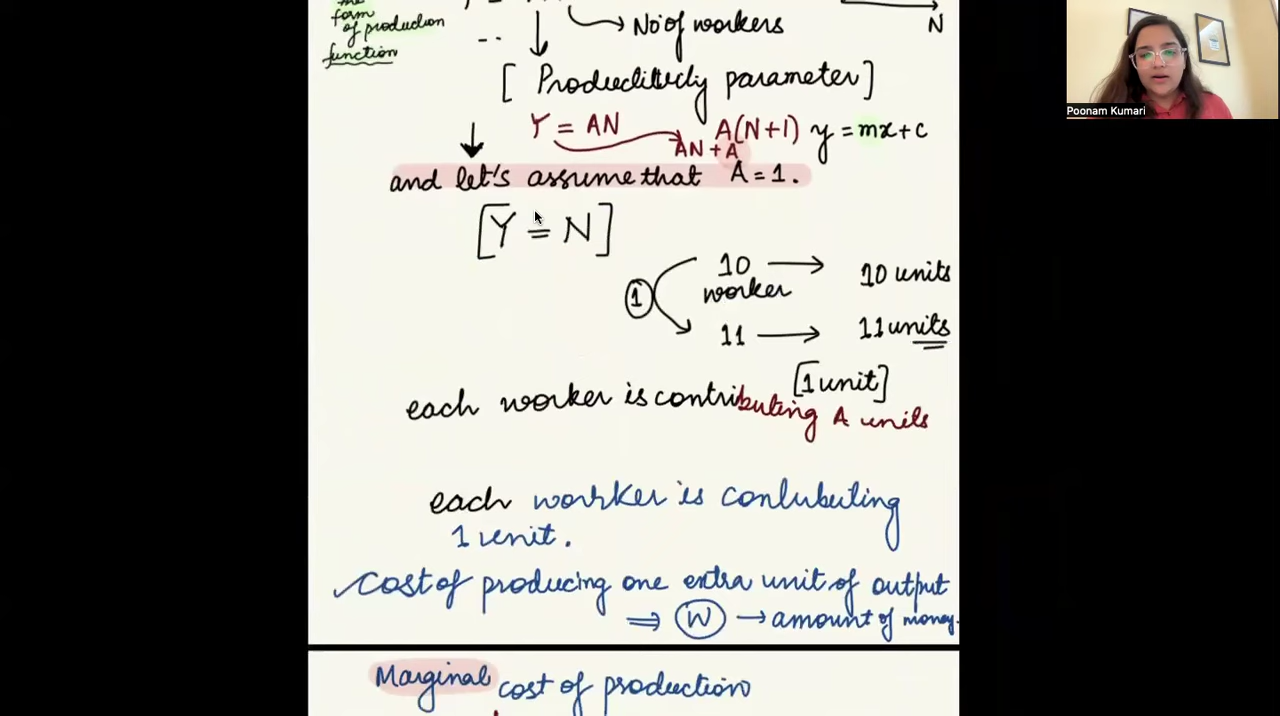 the
form
of production
function
N
No of workers
[ Productivity parameter ]
Y = AN
A(N+1)
AN + A
y = mx + c
and let's assume that A = 1.
[Y = N]
10 → 10 units
worker
1
11 → 11 units
[1 unit]
each worker is contributing A units
each worker is contributing
1 unit.
Cost of producing one extra unit of output
⇒ W → amount of money.
Marginal cost of production
Poonam Kumari